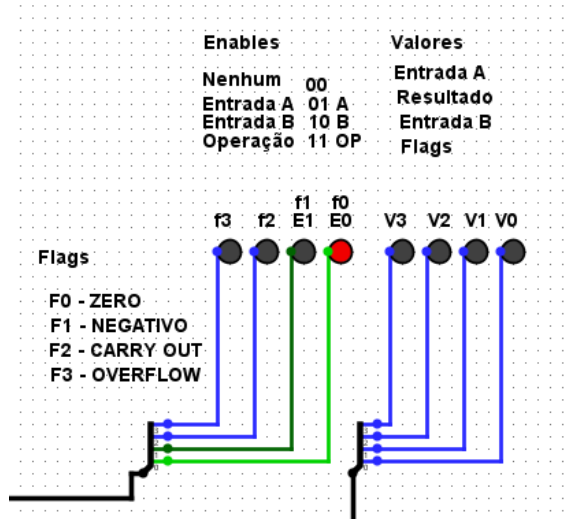 Enables
Nenhum 00
Entrada A 01 A
Entrada B 10 B
Operação 11 OP
Valores
Entrada A
Resultado
Entrada B
Flags
f1 f0
f3 f2 E1 E0 V3 V2 V1 V0
Flags
F0 - ZERO
F1 - NEGATIVO
F2 - CARRY OUT
F3 - OVERFLOW